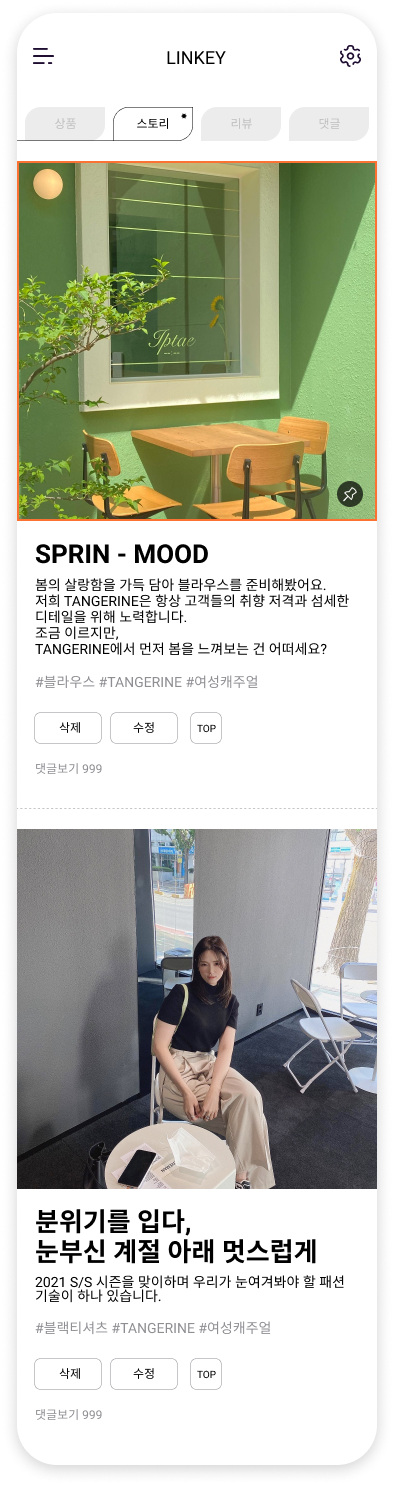 LINKEY
상품
스토리
리뷰
댓글
Iptae
SPRIN - MOOD
봄의 살랑함을 가득 담아 블라우스를 준비해봤어요.
저희 TANGERINE은 항상 고객들의 취향 저격과 섬세한
디테일을 위해 노력합니다.
조금 이르지만,
TANGERINE에서 먼저 봄을 느껴보는 건 어떠세요?
#블라우스 #TANGERINE #여성캐주얼
삭제
수정
TOP
댓글보기 999
분위기를 입다,
눈부신 계절 아래 멋스럽게
2021 S/S 시즌을 맞이하며 우리가 눈여겨봐야 할 패션
기술이 하나 있습니다.
#블랙티셔츠 #TANGERINE #여성캐주얼
삭제
수정
TOP
댓글보기 999